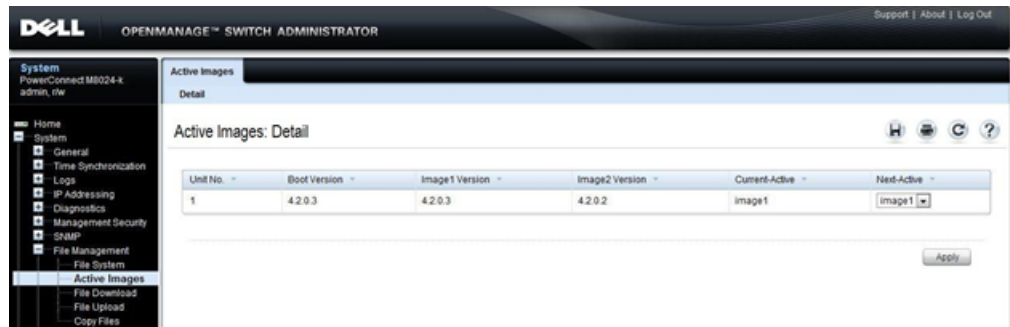 Support | About | Log Out
DELL OPENMANAGE™ SWITCH ADMINISTRATOR
System
PowerConnect M8024-k
admin, r/w
Active Images
Detail
Home
System
General
Time Synchronization
Logs
IP Addressing
Diagnostics
Management Security
SNMP
File Management
File System
Active Images
File Download
File Upload
Copy Files
Active Images: Detail
Unit No. Boot Version Image1 Version Image2 Version Current-Active Next-Active
1 4.2.0.3 4.2.0.3 4.2.0.2 image1 image1
Apply